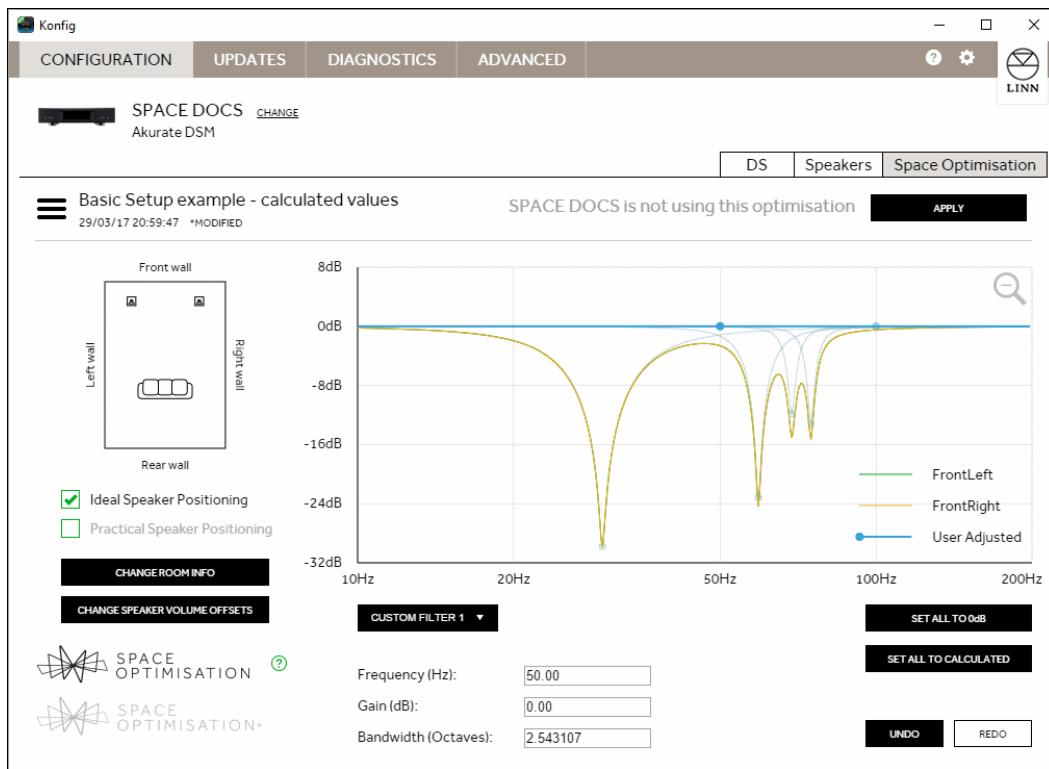 Konfig
CONFIGURATION UPDATES DIAGNOSTICS ADVANCED ?
LINN
SPACE DOCS CHANGE
Akurate DSM
DS Speakers Space Optimisation
Basic Setup example - calculated values
29/03/17 20:59:47 *MODIFIED
SPACE DOCS is not using this optimisation APPLY
Front wall
Left wall
Right wall
Rear wall
Ideal Speaker Positioning
Practical Speaker Positioning
CHANGE ROOM INFO
CHANGE SPEAKER VOLUME OFFSETS
SPACE
OPTIMISATION ?
SPACE
OPTIMISATION+
8dB
0dB
-8dB
-16dB
-24dB
-32dB
10Hz 20Hz 50Hz 100Hz 200Hz
FrontLeft
FrontRight
User Adjusted
CUSTOM FILTER 1
Frequency (Hz): 50.00
Gain (dB): 0.00
Bandwidth (Octaves): 2.543107
SET ALL TO 0dB
SET ALL TO CALCULATED
UNDO REDO